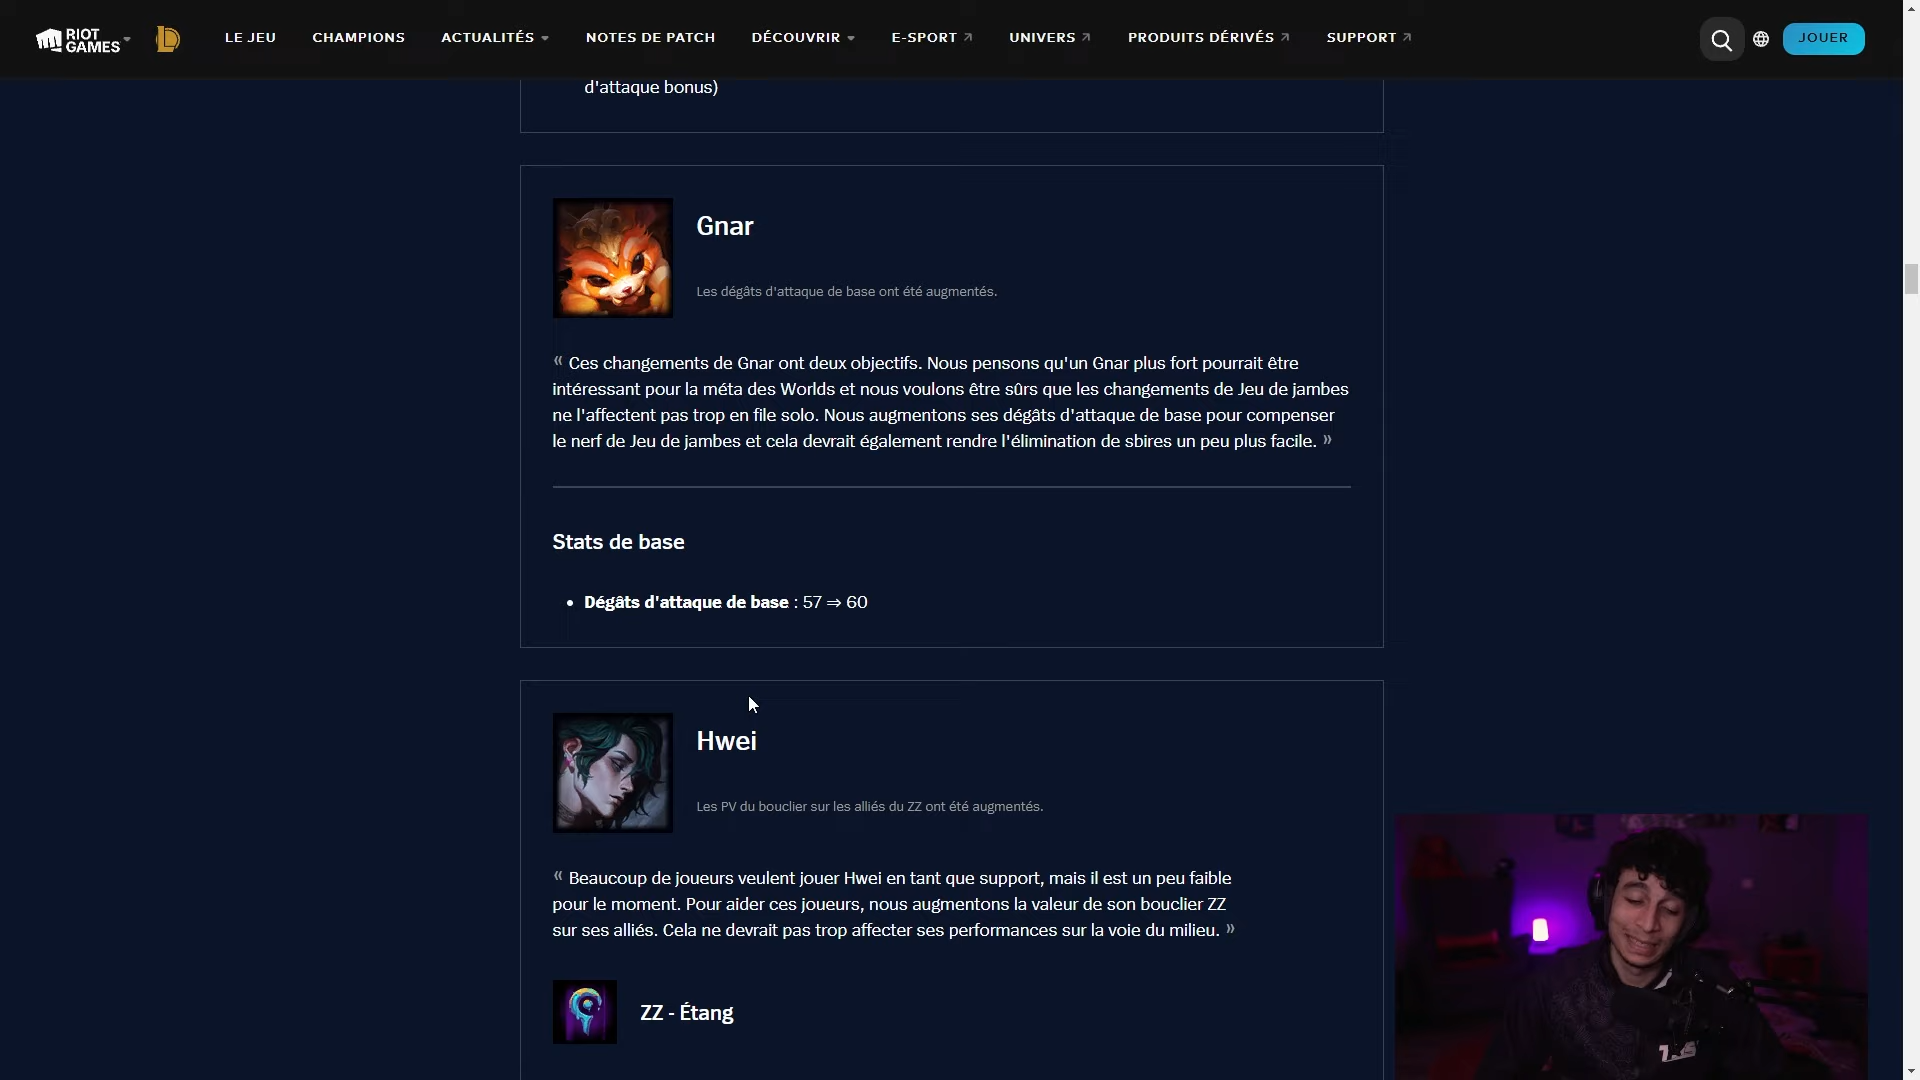 RIOT GAMES
LE JEU
CHAMPIONS
ACTUALITÉS
NOTES DE PATCH
DÉCOUVRIR
E-SPORT
UNIVERS
PRODUITS DÉRIVÉS
SUPPORT
JOUER
d'attaque bonus)
Gnar
Les dégâts d'attaque de base ont été augmentés.
« Ces changements de Gnar ont deux objectifs. Nous pensons qu'un Gnar plus fort pourrait être
intéressant pour la méta des Worlds et nous voulons être sûrs que les changements de Jeu de jambes
ne l'affectent pas trop en file solo. Nous augmentons ses dégâts d'attaque de base pour compenser
le nerf de Jeu de jambes et cela devrait également rendre l'élimination de sbires un peu plus facile. »
Stats de base
• Dégâts d'attaque de base : 57 ⇒ 60
Hwei
Les PV du bouclier sur les alliés du ZZ ont été augmentés.
« Beaucoup de joueurs veulent jouer Hwei en tant que support, mais il est un peu faible
pour le moment. Pour aider ces joueurs, nous augmentons la valeur de son bouclier ZZ
sur ses alliés. Cela ne devrait pas trop affecter ses performances sur la voie du milieu. »
ZZ - Étang